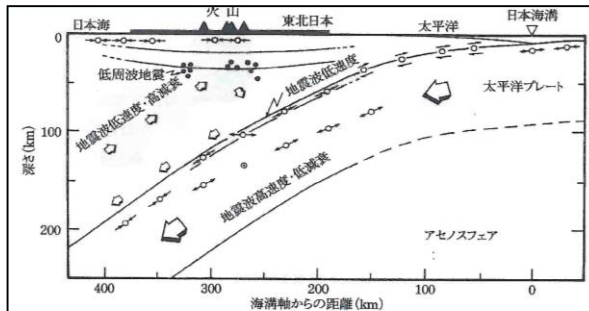 日本海
火山
東北日本
太平洋
日本海溝
低周波地震
地震波低速度・高減衰
地震波低速度
太平洋プレート
地震波高速度・低減衰
アセノスフェア
深さ(km)
0
100
200
400
300
200
100
0
海溝軸からの距離(km)